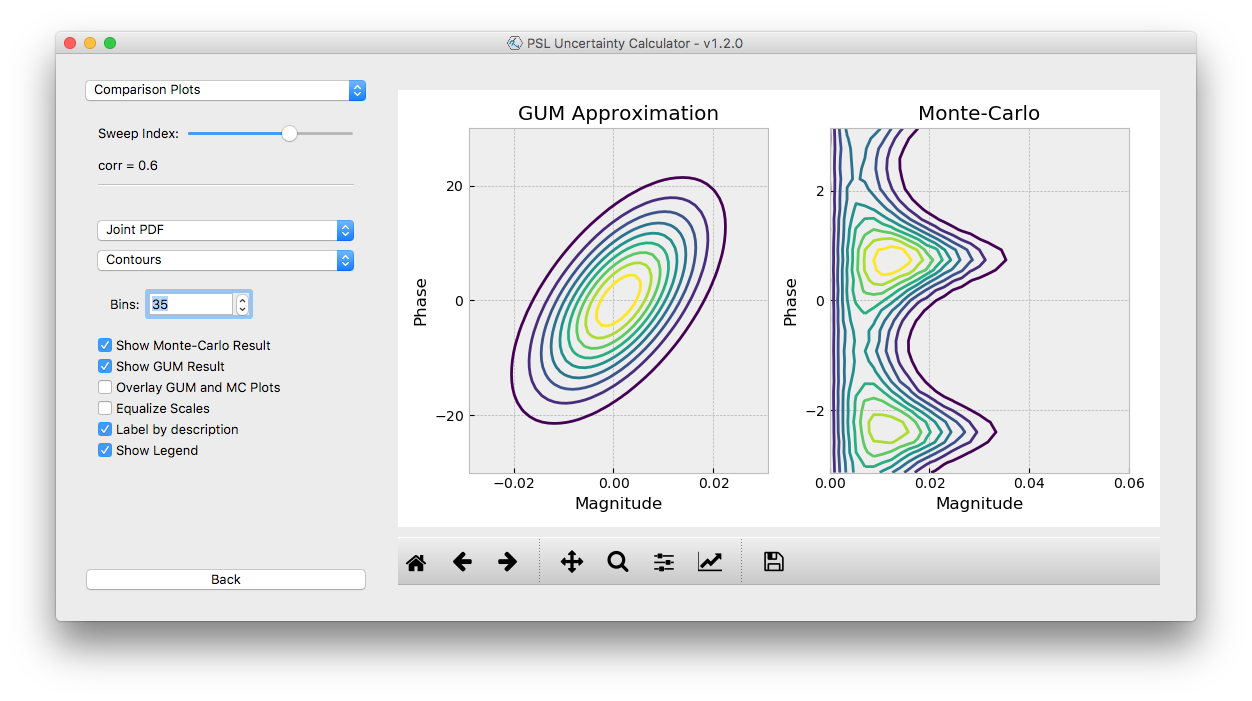 PSL Uncertainty Calculator - v1.2.0
Comparison Plots
Sweep Index:
corr = 0.6
Joint PDF
Contours
Bins: 35
Show Monte-Carlo Result
Show GUM Result
Overlay GUM and MC Plots
Equalize Scales
Label by description
Show Legend
Back
GUM Approximation
Phase
20
0
−20
−0.02 0.00 0.02
Magnitude
Monte-Carlo
Phase
2
0
−2
0.00 0.02 0.04 0.06
Magnitude